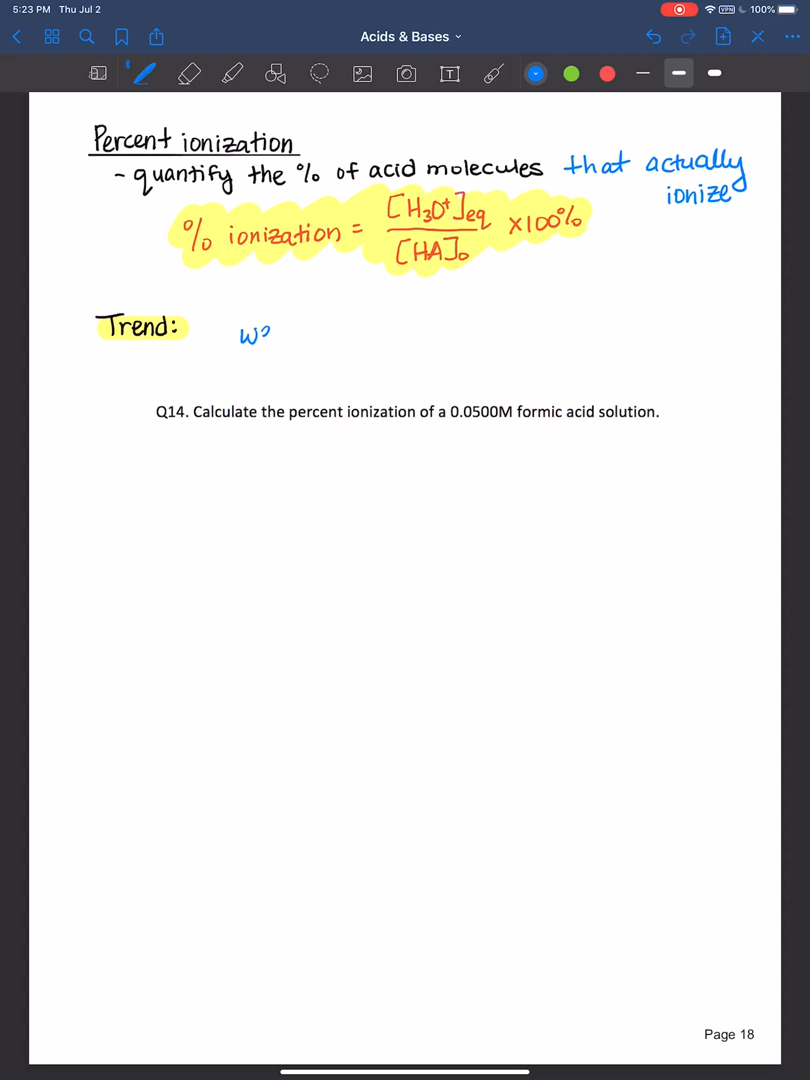 5:23 PM Thu Jul 2
VPN 100%
Acids & Bases
T
Percent ionization
- quantify the % of acid molecules that actually
ionize
% ionization = [H₃O⁺]eq / [HA]₀ ×100%
Trend:
Q14. Calculate the percent ionization of a 0.0500M formic acid solution.
Page 18